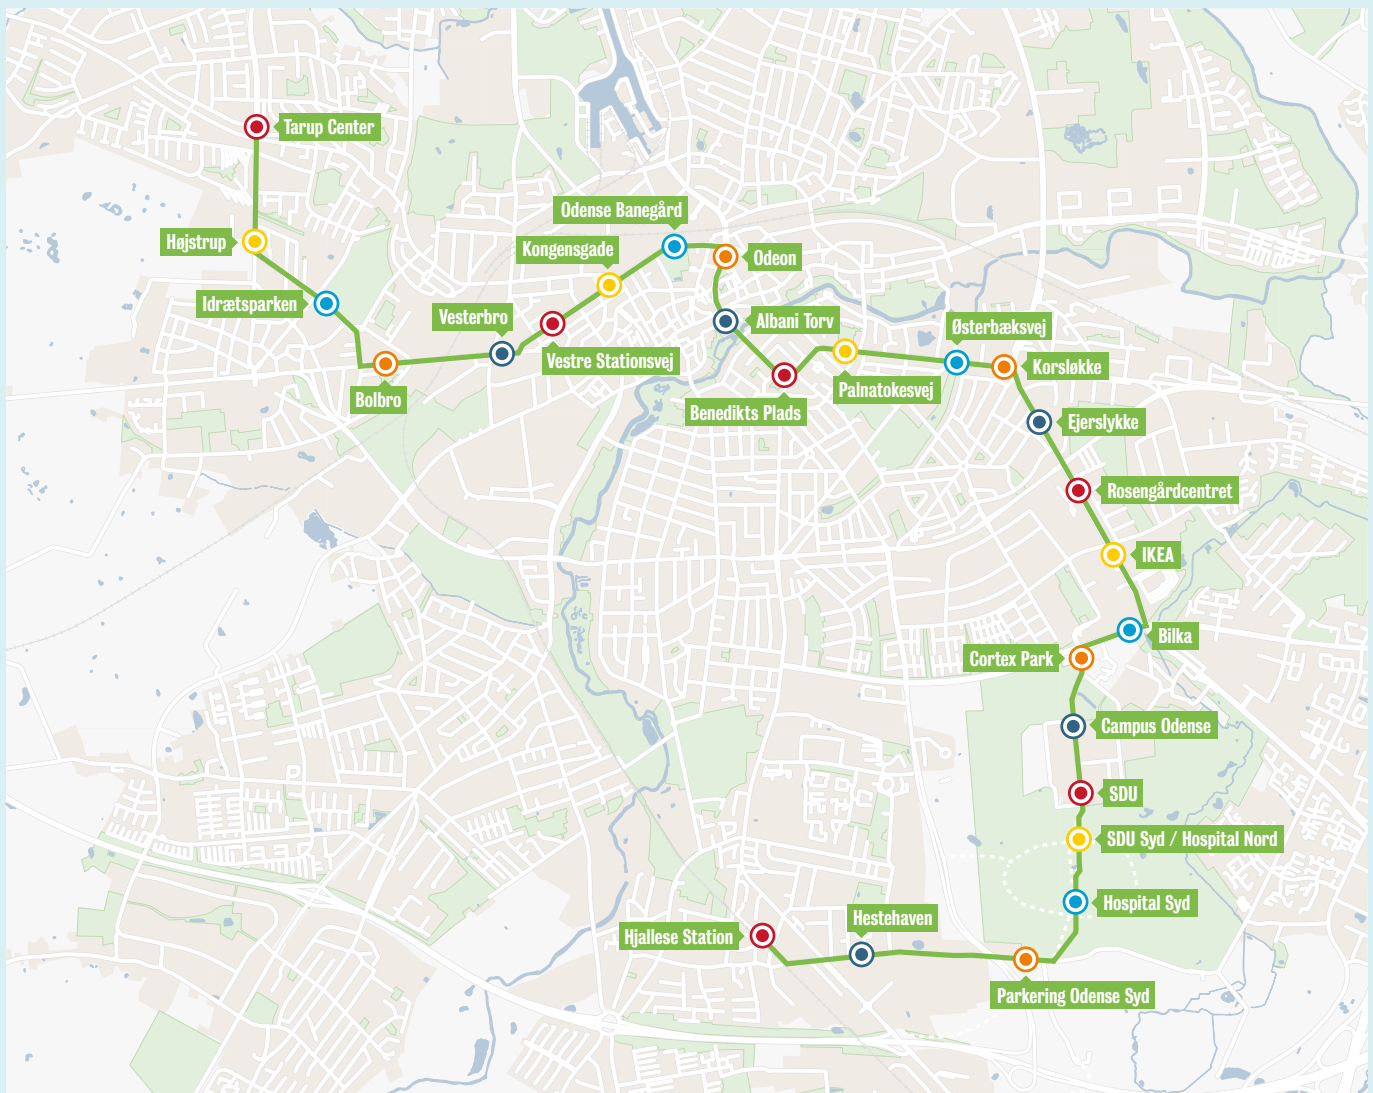 Tarup Center
Højstrup
Idrætsparken
Bolbro
Vesterbro
Vestre Stationsvej
Kongensgade
Odense Banegård
Odeon
Albani Torv
Benedikts Plads
Palnatokesvej
Østerbæksvej
Korsløkke
Ejerslykke
Rosengårdcentret
IKEA
Bilka
Cortex Park
Campus Odense
SDU
SDU Syd / Hospital Nord
Hospital Syd
Parkering Odense Syd
Hestehaven
Hjallese Station